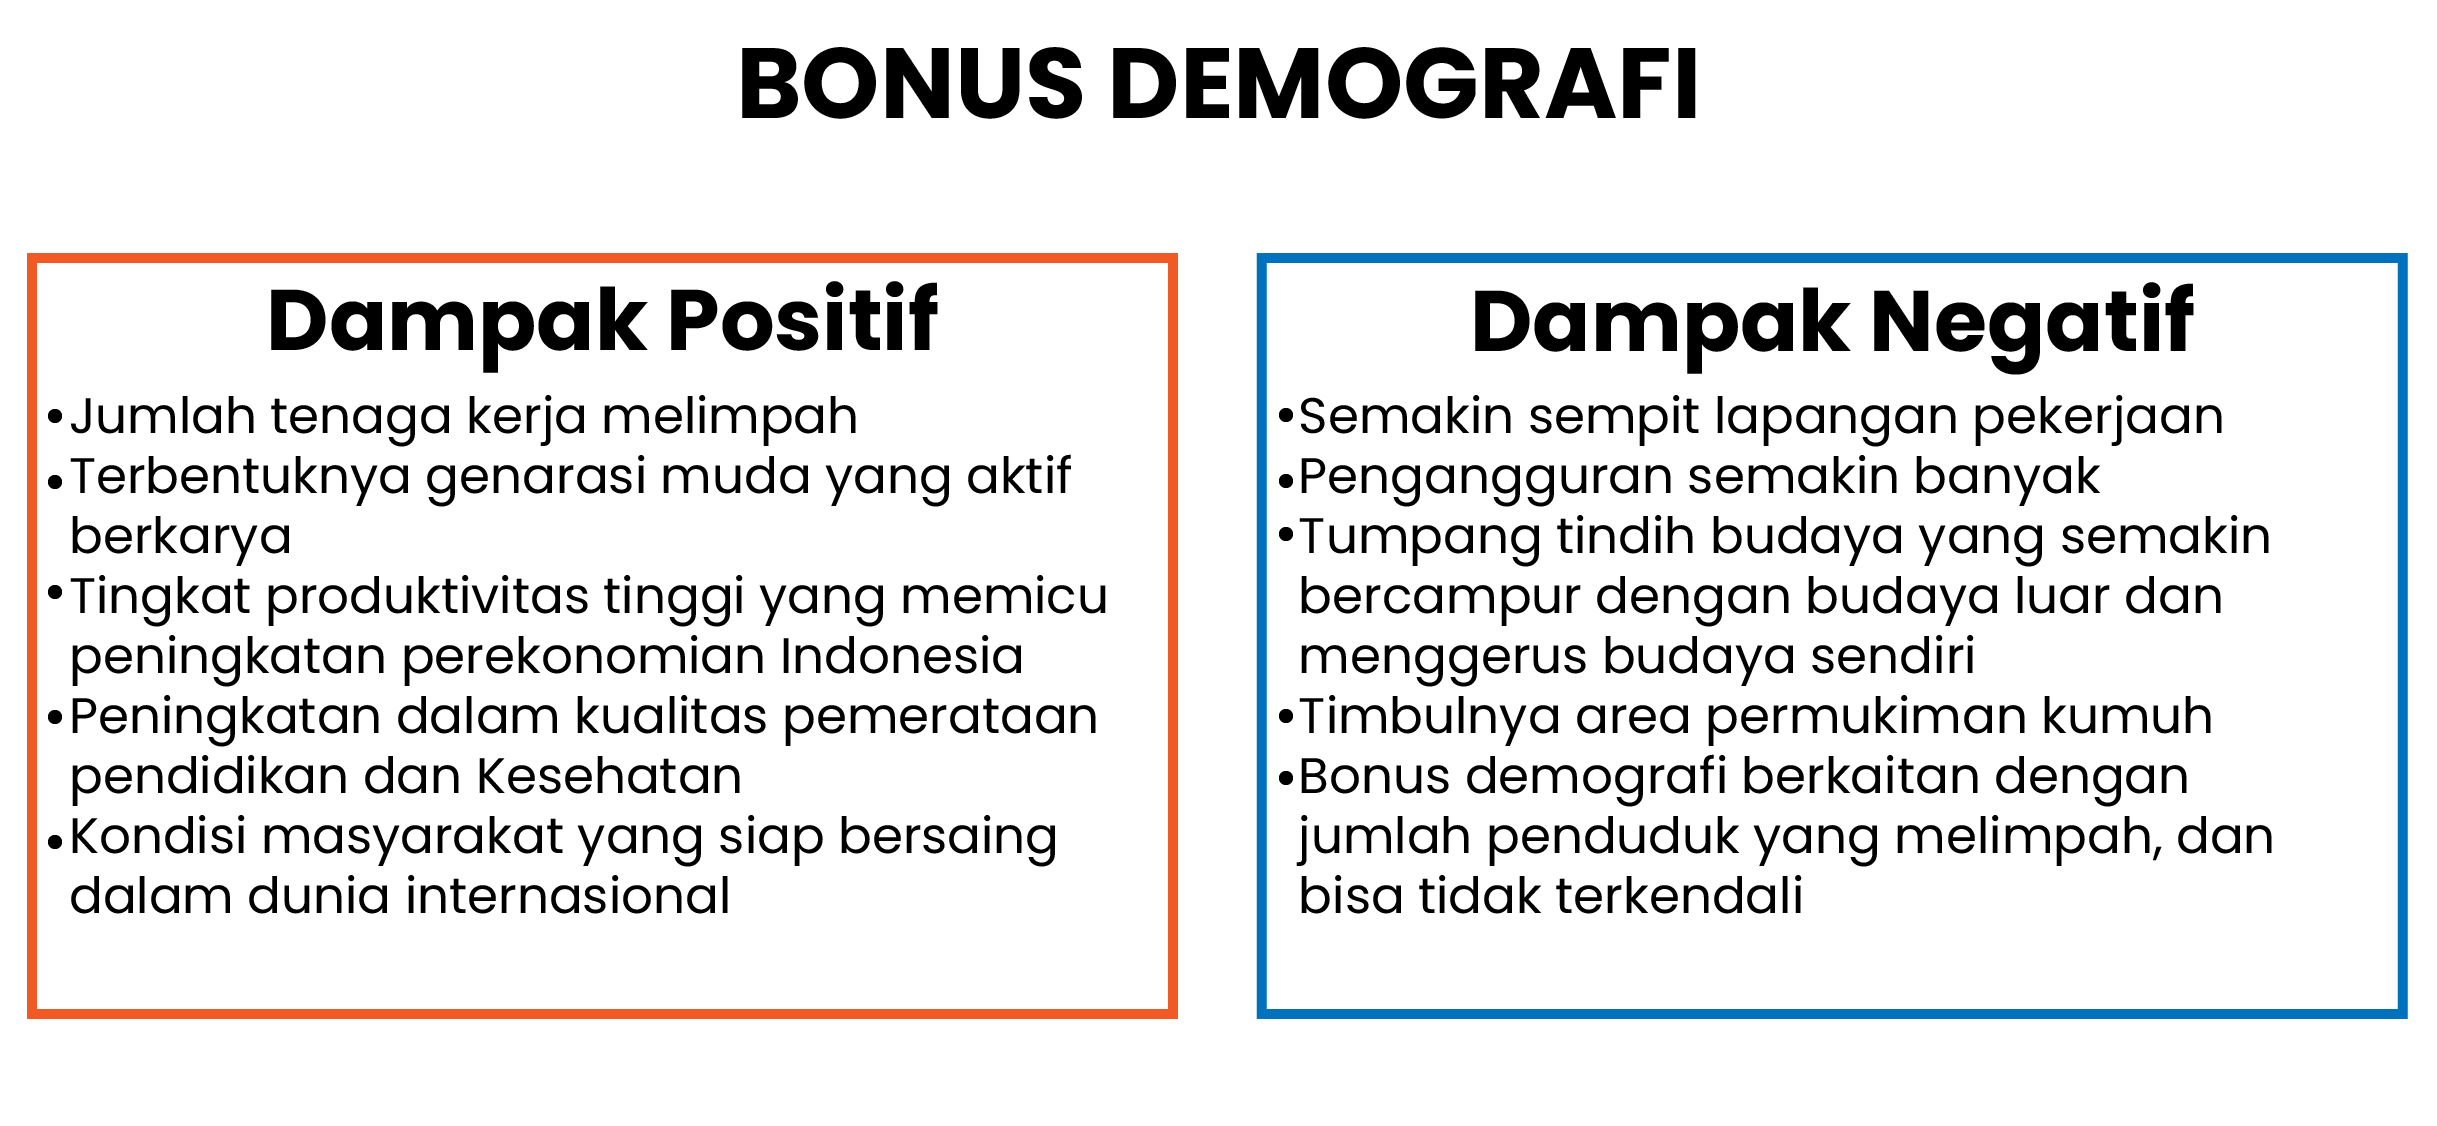 BONUS DEMOGRAFI
Dampak Positif
•Jumlah tenaga kerja melimpah
•Terbentuknya genarasi muda yang aktif
berkarya
•Tingkat produktivitas tinggi yang memicu
peningkatan perekonomian Indonesia
•Peningkatan dalam kualitas pemerataan
pendidikan dan Kesehatan
•Kondisi masyarakat yang siap bersaing
dalam dunia internasional
Dampak Negatif
•Semakin sempit lapangan pekerjaan
•Pengangguran semakin banyak
•Tumpang tindih budaya yang semakin
bercampur dengan budaya luar dan
menggerus budaya sendiri
•Timbulnya area permukiman kumuh
•Bonus demografi berkaitan dengan
jumlah penduduk yang melimpah, dan
bisa tidak terkendali